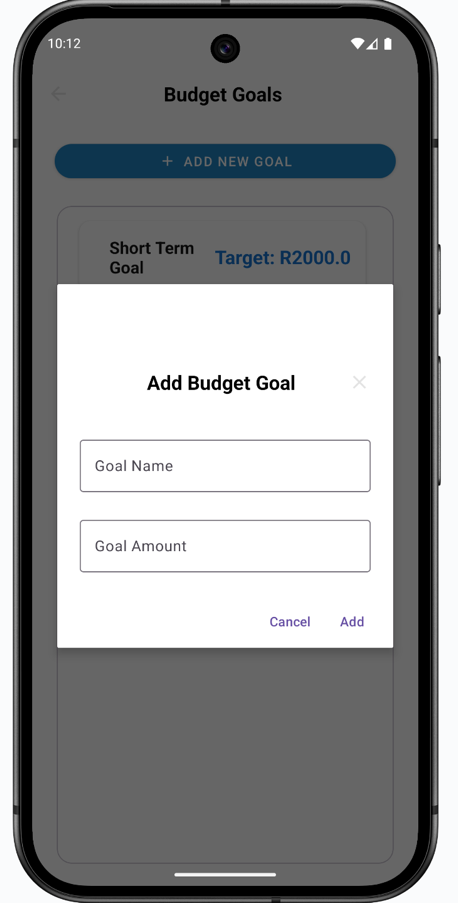 10:12
Budget Goals
+ ADD NEW GOAL
Short Term
Goal
Target: R2000.0
Add Budget Goal
Goal Name
Goal Amount
Cancel
Add